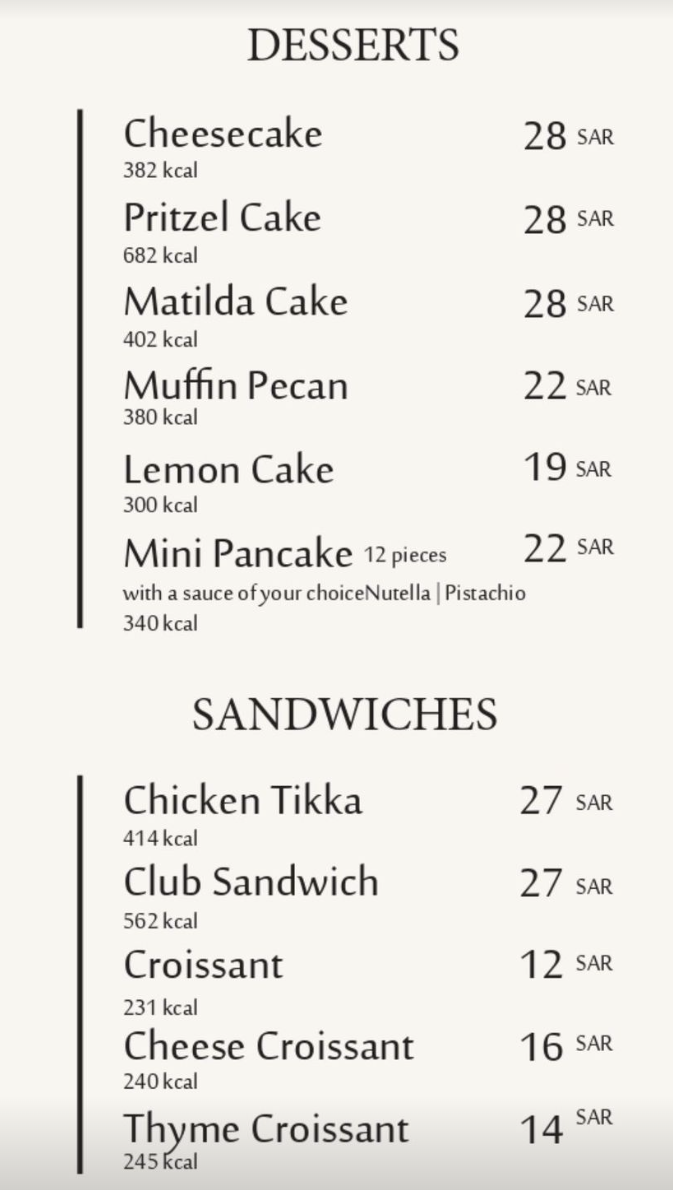 DESSERTS
Cheesecake 28 SAR
382 kcal
Pritzel Cake 28 SAR
682 kcal
Matilda Cake 28 SAR
402 kcal
Muffin Pecan 22 SAR
380 kcal
Lemon Cake 19 SAR
300 kcal
Mini Pancake 12 pieces 22 SAR
with a sauce of your choiceNutella | Pistachio
340 kcal
SANDWICHES
Chicken Tikka 27 SAR
414 kcal
Club Sandwich 27 SAR
562 kcal
Croissant 12 SAR
231 kcal
Cheese Croissant 16 SAR
240 kcal
Thyme Croissant 14 SAR
245 kcal